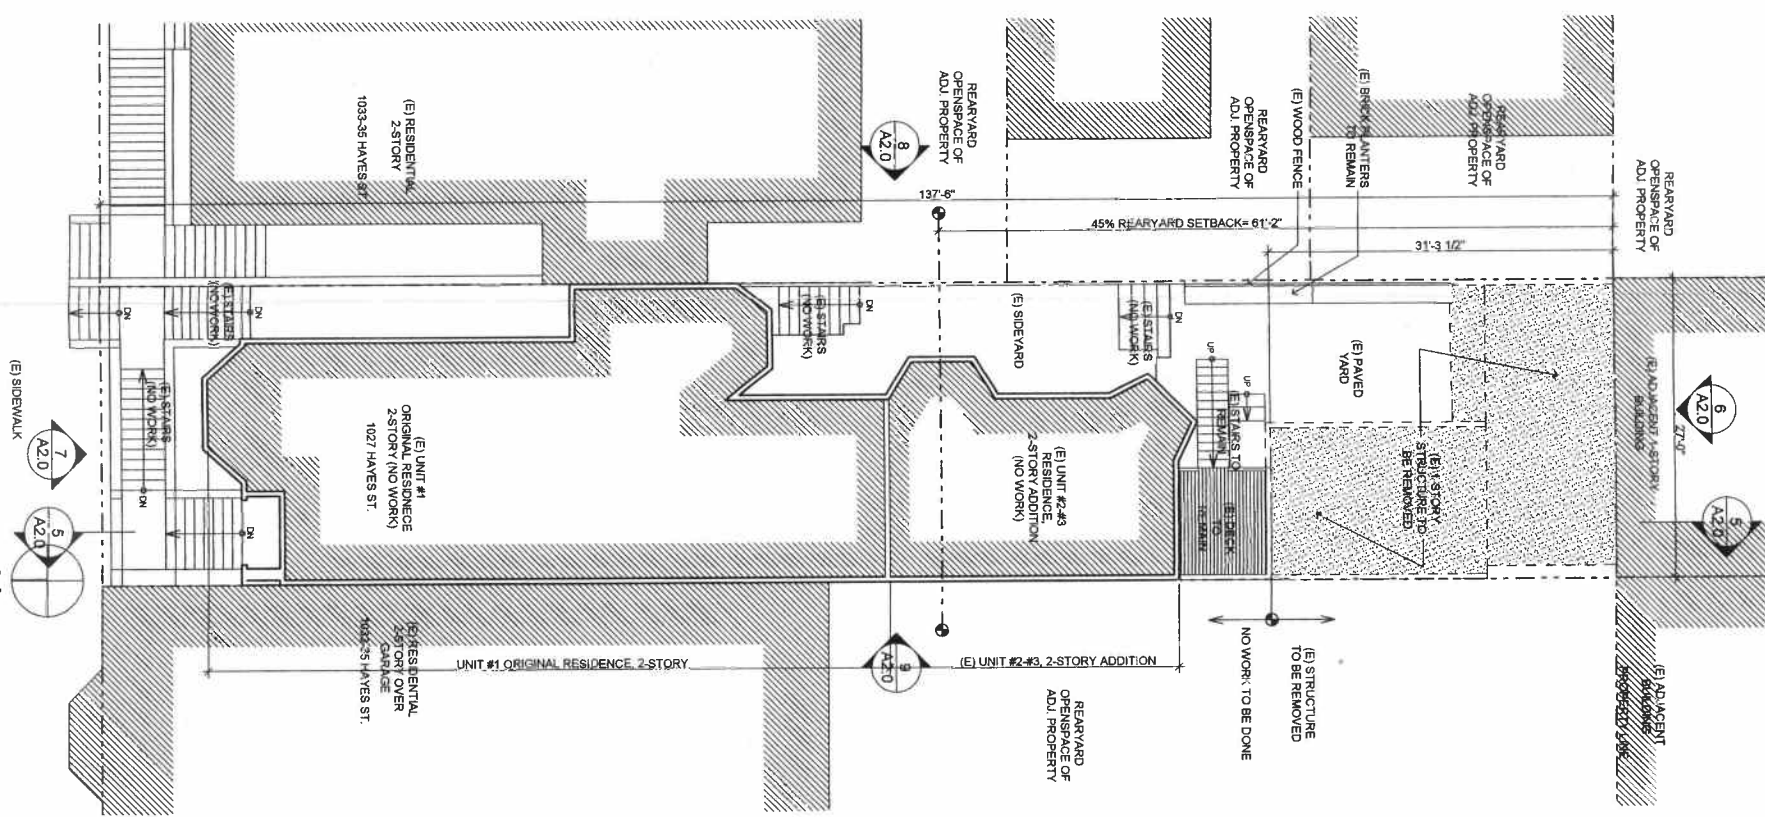 REARYARD
OPENSPACE OF
ADJ. PROPERTY
REARYARD
OPENSPACE OF
ADJ. PROPERTY
(E) BRICK PLANTERS
TO REMAIN
(E) WOOD FENCE
REARYARD
OPENSPACE OF
ADJ. PROPERTY
REARYARD
OPENSPACE OF
ADJ. PROPERTY
8
A2.0
(E) RESIDENTIAL
2-STORY
1033-35 HAYES ST.
137'-6"
45% REARYARD SETBACK= 61'-2"
31'-3 1/2"
(E) STAIRS
(NO WORK)
DN
DN
(E) STAIRS
(NO WORK)
DN
(E) SIDEYARD
(E) STAIRS
(NO WORK)
DN
(E) PAVED
YARD
UP
UP
(E) STAIRS TO
REMAIN
(E) ADJACENT 1-STORY
BUILDING
6
A2.0
27'-0"
(E) 1-STORY
STRUCTURE TO
BE REMOVED
(E) SIDEWALK
7
A2.0
(E) STAIRS
(NO WORK)
DN
DN
(E) UNIT #1
ORIGINAL RESIDNECE
2-STORY (NO WORK)
1027 HAYES ST.
(E) UNIT #2-#3
RESIDENCE,
2-STORY ADDITION
(NO WORK)
(E) DECK
TO
REMAIN
5
A2.0
5
A2.0
(E) RESIDENTIAL
2-STORY OVER
GARAGE
1033-35 HAYES ST.
UNIT #1 ORIGINAL RESIDENCE, 2-STORY
9
A2.0
(E) UNIT #2-#3, 2-STORY ADDITION
REARYARD
OPENSPACE OF
ADJ. PROPERTY
NO WORK TO BE DONE
(E) STRUCTURE
TO BE REMOVED
(E) ADJACENT
BUILDING
PROPERTY LINE